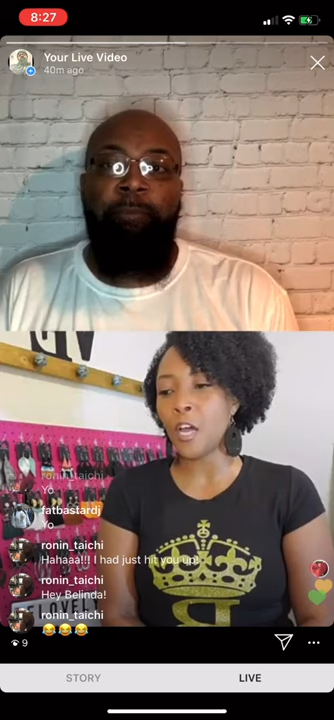 8:27
Your Live Video
40m ago
ronin_taichi
Yo
fatbastardj
Yo
ronin_taichi
Hahaaa!!! I had just hit you up!
ronin_taichi
Hey Belinda!
LOVELY
ronin_taichi
😂😂😂
9
STORY
LIVE